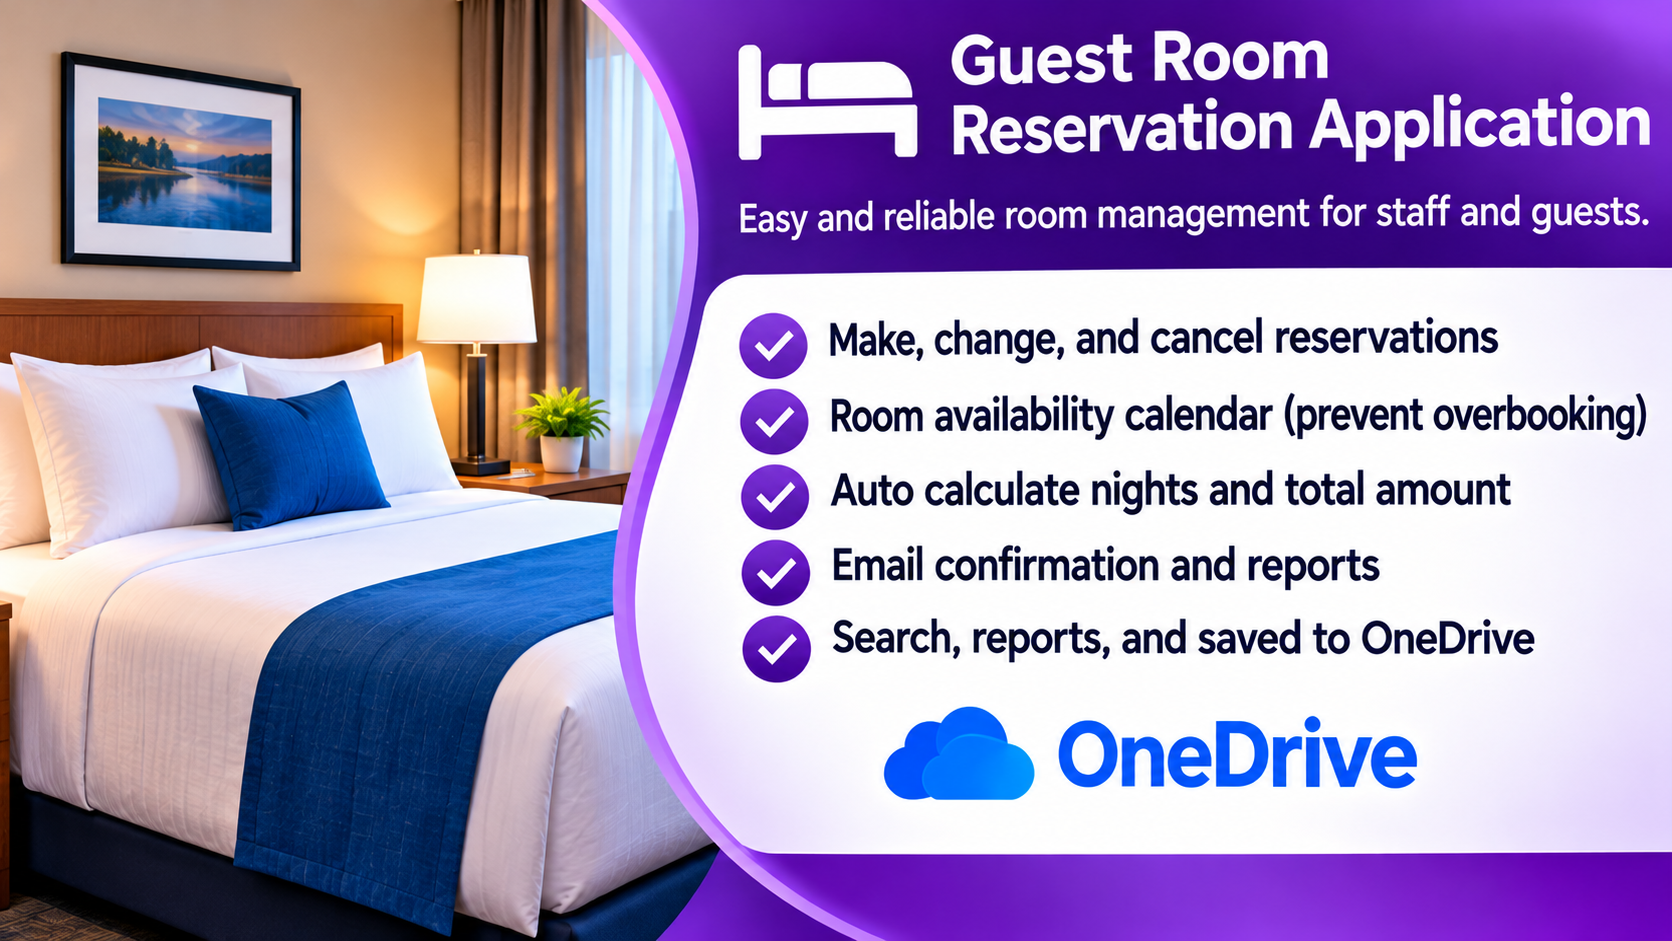 Guest Room
Reservation Application
Easy and reliable room management for staff and guests.
Make, change, and cancel reservations
Room availability calendar (prevent overbooking)
Auto calculate nights and total amount
Email confirmation and reports
Search, reports, and saved to OneDrive
OneDrive